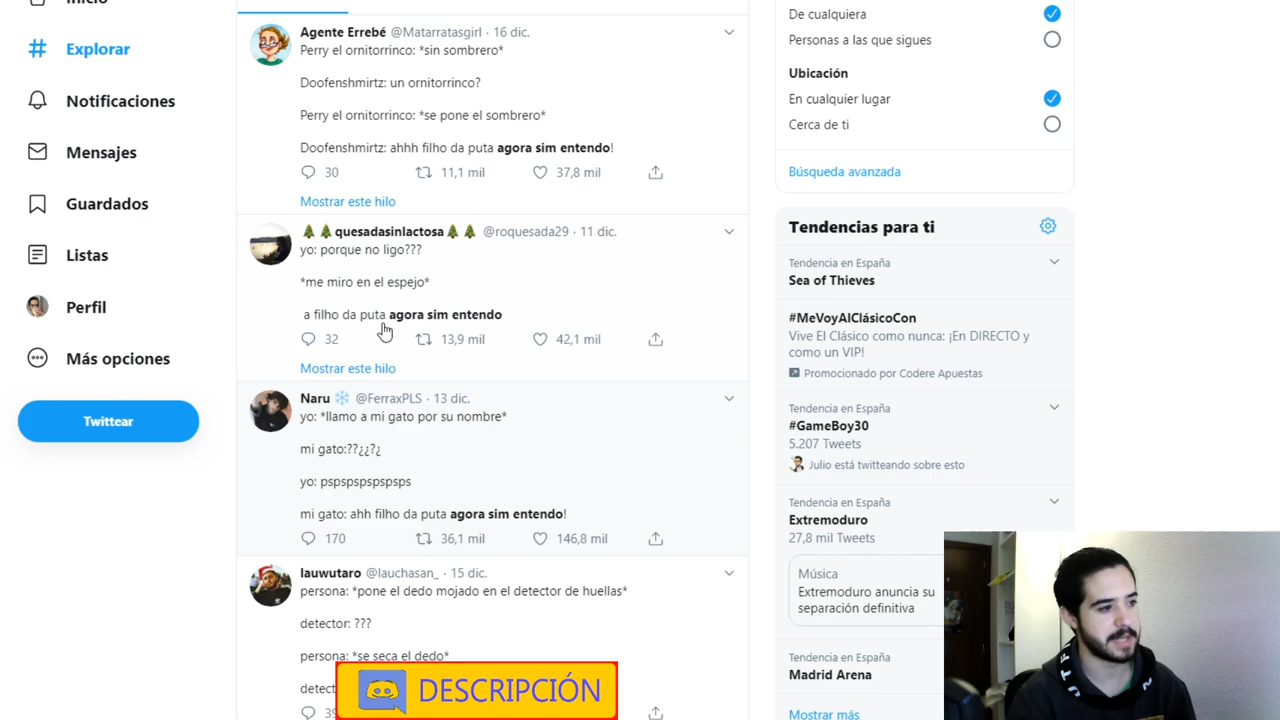 Inicio
Explorar
Notificaciones
Mensajes
Guardados
Listas
Perfil
Más opciones
Twittear
Agente Errebé @Matarratasgirl · 16 dic.
Perry el ornitorrinco: *sin sombrero*
Doofenshmirtz: un ornitorrinco?
Perry el ornitorrinco: *se pone el sombrero*
Doofenshmirtz: ahhh filho da puta agora sim entendo!
30 11,1 mil 37,8 mil
Mostrar este hilo
🌲🌲quesadasinlactosa🌲🌲 @roquesada29 · 11 dic.
yo: porque no ligo???
*me miro en el espejo*
a filho da puta agora sim entendo
32 13,9 mil 42,1 mil
Mostrar este hilo
Naru ❄️ @FerraxPLS · 13 dic.
yo: *llamo a mi gato por su nombre*
mi gato:??¿¿?¿
yo: pspspspspspsps
mi gato: ahh filho da puta agora sim entendo!
170 36,1 mil 146,8 mil
lauwutaro @lauchasan_ · 15 dic.
persona: *pone el dedo mojado en el detector de huellas*
detector: ???
persona: *se seca el dedo*
DESCRIPCIÓN
De cualquiera
Personas a las que sigues
Ubicación
En cualquier lugar
Cerca de ti
Búsqueda avanzada
Tendencias para ti
Tendencia en España
Sea of Thieves
#MeVoyAlClásicoCon
Vive El Clásico como nunca: ¡En DIRECTO y
como un VIP!
Promocionado por Codere Apuestas
Tendencia en España
#GameBoy30
5.207 Tweets
Julio está twitteando sobre esto
Tendencia en España
Extremoduro
27,8 mil Tweets
Música
Extremoduro anuncia su
separación definitiva
Tendencia en España
Madrid Arena
Mostrar más